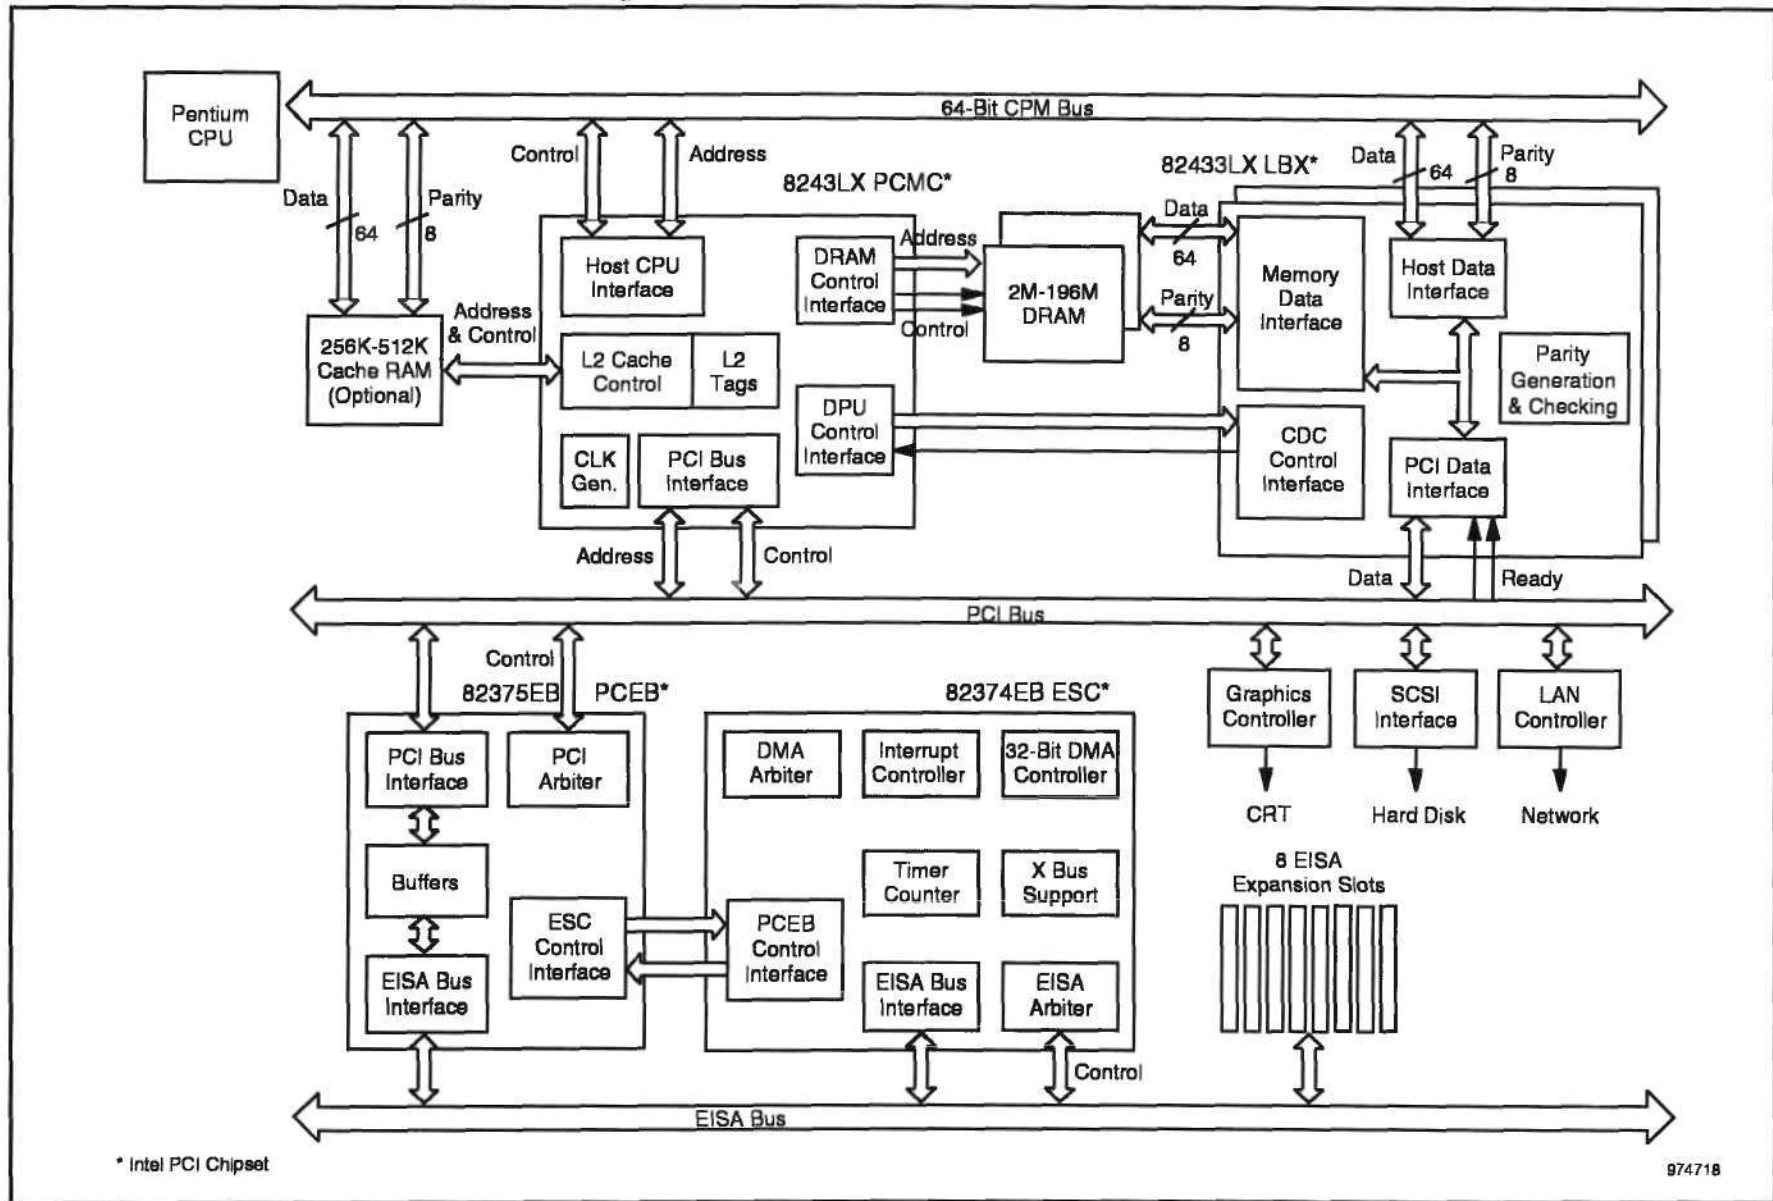 Pentium
CPU
64-Bit CPM Bus
Control
Address
Data
64
Parity
8
8243LX PCMC*
82433LX LBX*
Data
64
Parity
8
Host CPU
Interface
DRAM
Control
Interface
Address
Control
2M-196M
DRAM
Data
64
Parity
8
Memory
Data
Interface
Host Data
Interface
Parity
Generation
& Checking
Address
& Control
256K-512K
Cache RAM
(Optional)
L2 Cache
Control
L2
Tags
DPU
Control
Interface
CDC
Control
Interface
PCI Data
Interface
CLK
Gen.
PCI Bus
Interface
Address
Control
Data
Ready
PCI Bus
Control
82375EB
PCEB*
82374EB ESC*
Graphics
Controller
SCSI
Interface
LAN
Controller
CRT
Hard Disk
Network
PCI Bus
Interface
PCI
Arbiter
DMA
Arbiter
Interrupt
Controller
32-Bit DMA
Controller
Buffers
Timer
Counter
X Bus
Support
8 EISA
Expansion Slots
ESC
Control
Interface
PCEB
Control
Interface
EISA Bus
Interface
EISA Bus
Interface
EISA
Arbiter
Control
EISA Bus
* Intel PCI Chipset
974718